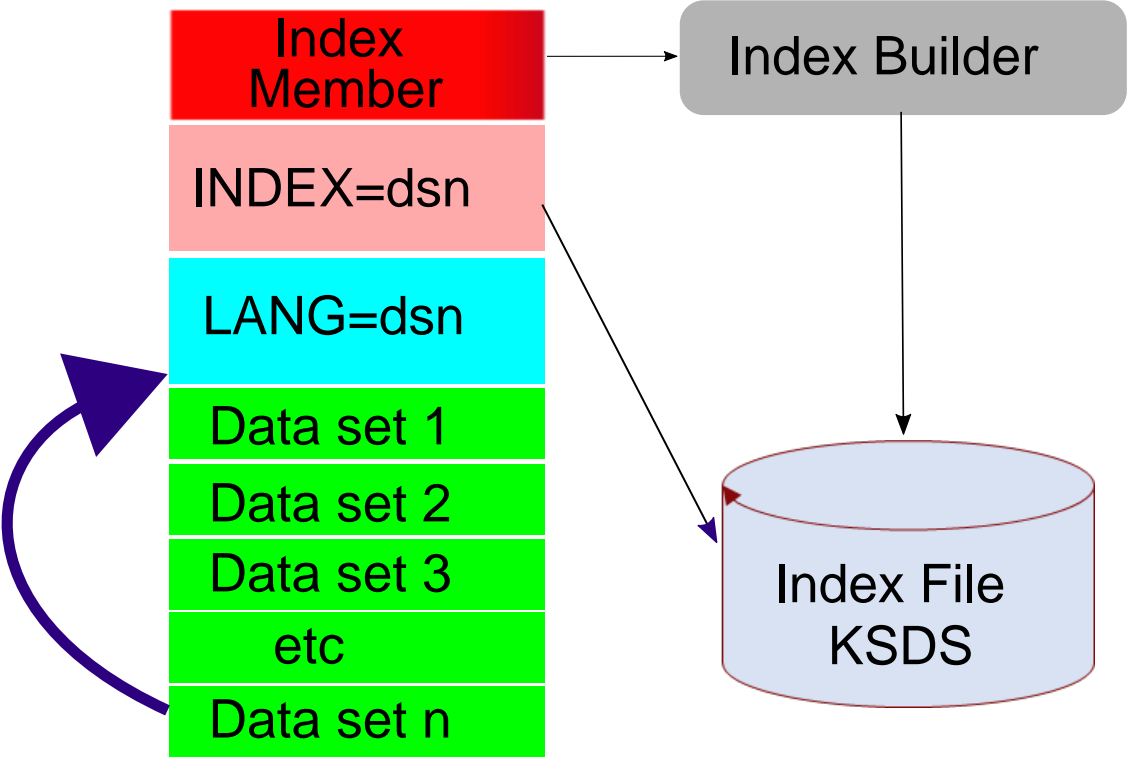 Index
Member
Index Builder
INDEX=dsn
LANG=dsn
Data set 1
Data set 2
Data set 3
etc
Data set n
Index File
KSDS